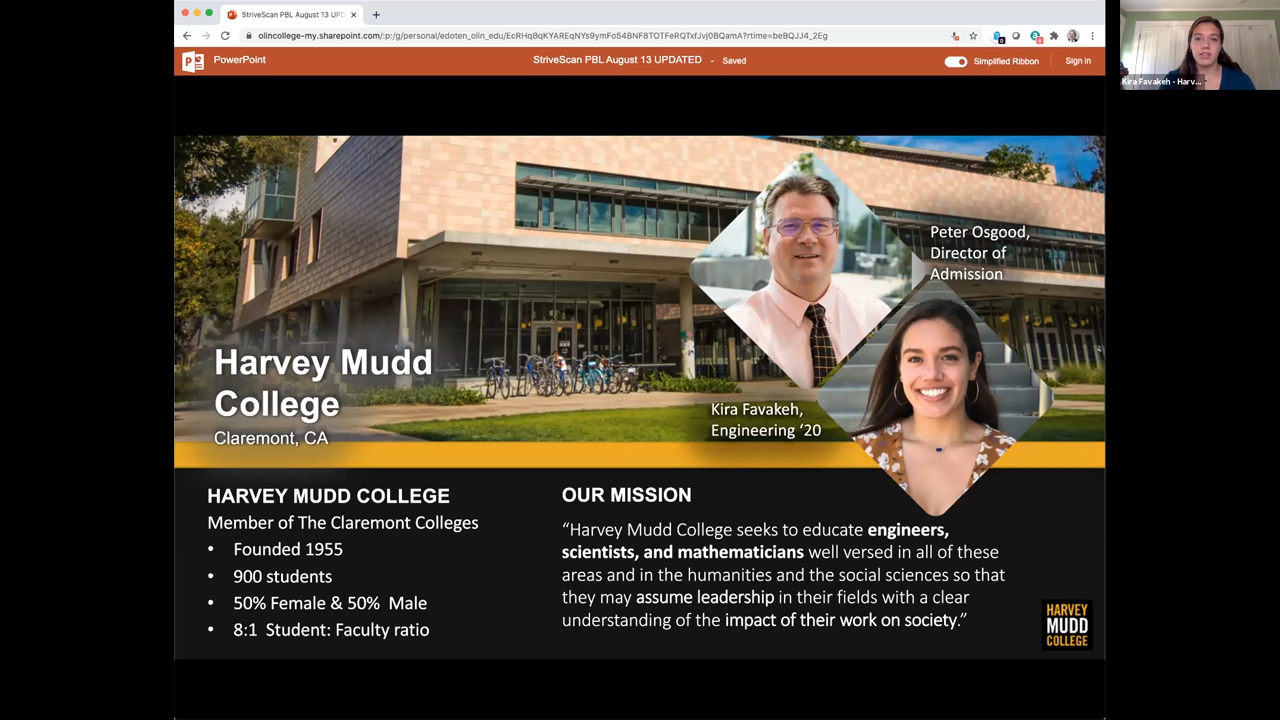 StriveScan PBL August 13 UPD
olincollege-my.sharepoint.com/:p:/g/personal/edoten_olin_edu/EcRHqBqKYAREqNYs9ymFo54BNF8TOTFeRQTxfJvj0BQamA?rtime=beBQJJ4_2Eg
PowerPoint
StriveScan PBL August 13 UPDATED - Saved
Simplified Ribbon
Sign in
Kira Favakeh - Harv...
Peter Osgood,
Director of
Admission
Harvey Mudd
College
Claremont, CA
Kira Favakeh,
Engineering ‘20
HARVEY MUDD COLLEGE
Member of The Claremont Colleges
• Founded 1955
• 900 students
• 50% Female & 50% Male
• 8:1 Student: Faculty ratio
OUR MISSION
“Harvey Mudd College seeks to educate engineers,
scientists, and mathematicians well versed in all of these
areas and in the humanities and the social sciences so that
they may assume leadership in their fields with a clear
understanding of the impact of their work on society.”
HARVEY
MUDD
COLLEGE